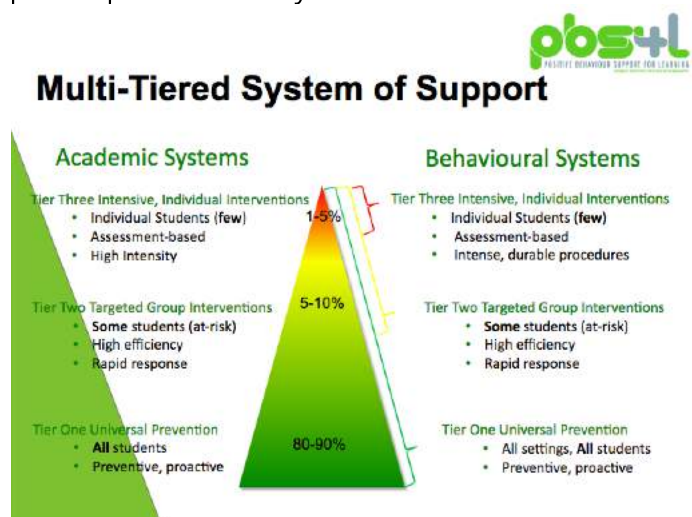 pbs4l
POSITIVE BEHAVIOUR SUPPORT FOR LEARNING
Multi-Tiered System of Support
Academic Systems
Tier Three Intensive, Individual Interventions
• Individual Students (few)
• Assessment-based
• High Intensity
Tier Two Targeted Group Interventions
• Some students (at-risk)
• High efficiency
• Rapid response
Tier One Universal Prevention
• All students
• Preventive, proactive
1-5%
5-10%
80-90%
Behavioural Systems
Tier Three Intensive, Individual Interventions
• Individual Students (few)
• Assessment-based
• Intense, durable procedures
Tier Two Targeted Group Interventions
• Some students (at-risk)
• High efficiency
• Rapid response
Tier One Universal Prevention
• All settings, All students
• Preventive, proactive